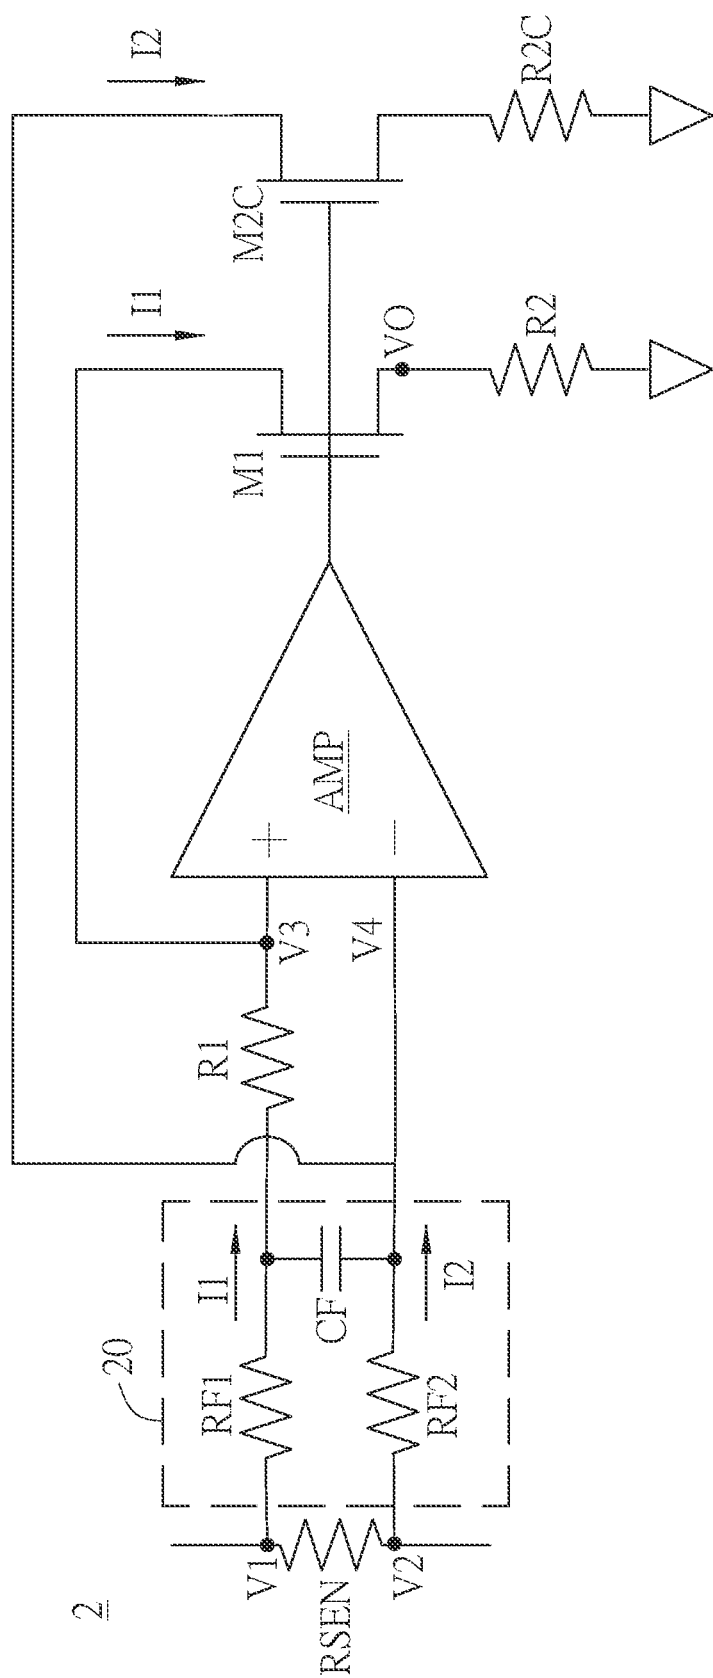 2
V1
RSEN
V2
20
RF1
I1
CF
RF2
I2
R1
V3
V4
+
AMP
−
M1
I1
VO
R2
M2C
I2
R2C